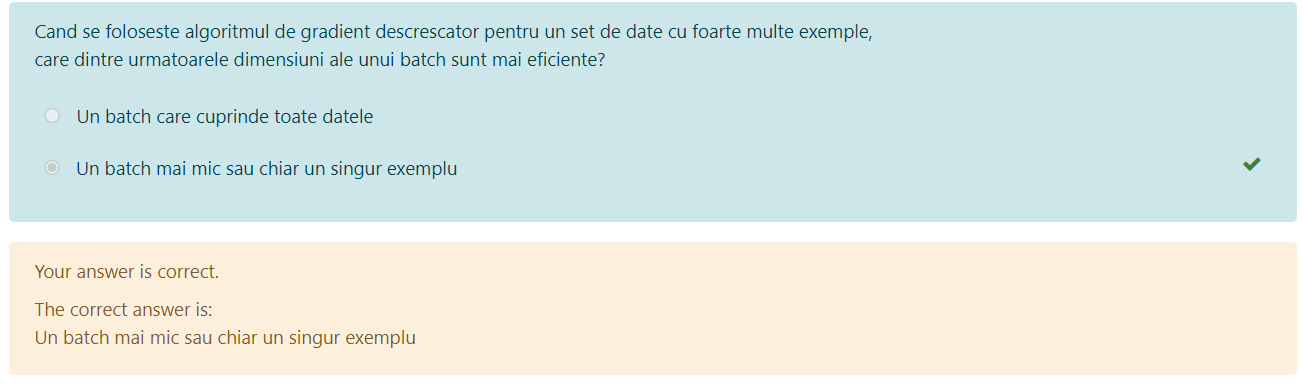 Cand se foloseste algoritmul de gradient descrescator pentru un set de date cu foarte multe exemple,
care dintre urmatoarele dimensiuni ale unui batch sunt mai eficiente?
Un batch care cuprinde toate datele
Un batch mai mic sau chiar un singur exemplu
Your answer is correct.
The correct answer is:
Un batch mai mic sau chiar un singur exemplu